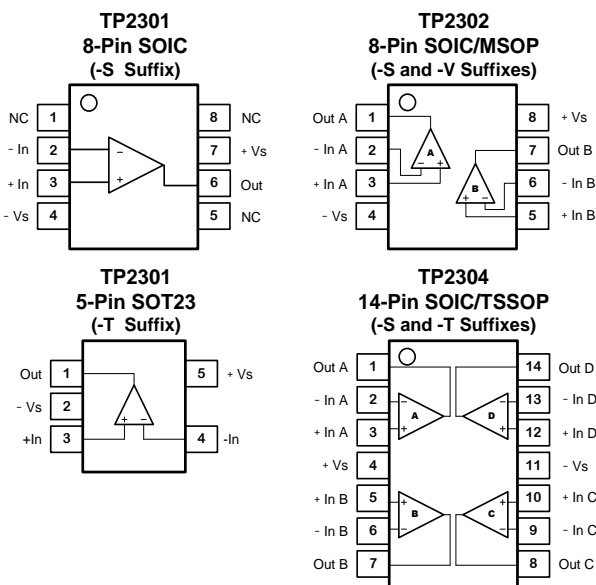 TP2301
8-Pin SOIC
(-S Suffix)
NC 1 8 NC
- In 2 − 7 + Vs
+ In 3 + 6 Out
- Vs 4 5 NC
TP2302
8-Pin SOIC/MSOP
(-S and -V Suffixes)
Out A 1 8 + Vs
- In A 2 A 7 Out B
+ In A 3 − + B 6 - In B
- Vs 4 + − 5 + In B
TP2301
5-Pin SOT23
(-T Suffix)
Out 1 5 + Vs
- Vs 2
+In 3 + − 4 -In
TP2304
14-Pin SOIC/TSSOP
(-S and -T Suffixes)
Out A 1 14 Out D
- In A 2 − A D − 13 - In D
+ In A 3 + + 12 + In D
+ Vs 4 11 - Vs
+ In B 5 + B C + 10 + In C
- In B 6 − − 9 - In C
Out B 7 8 Out C